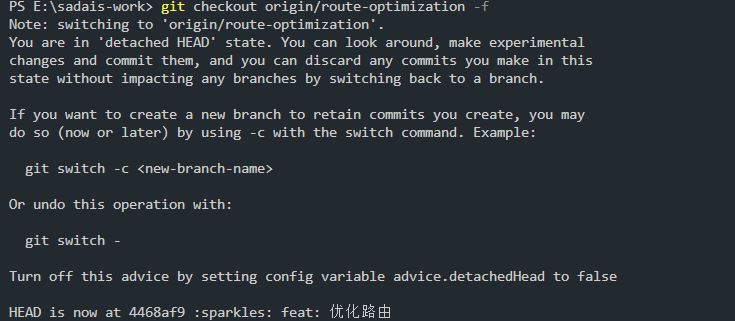 PS E:\sadais-work> git checkout origin/route-optimization -f
Note: switching to 'origin/route-optimization'.
You are in 'detached HEAD' state. You can look around, make experimental
changes and commit them, and you can discard any commits you make in this
state without impacting any branches by switching back to a branch.
If you want to create a new branch to retain commits you create, you may
do so (now or later) by using -c with the switch command. Example:
git switch -c <new-branch-name>
Or undo this operation with:
git switch -
Turn off this advice by setting config variable advice.detachedHead to false
HEAD is now at 4468af9 :sparkles: feat: 优化路由